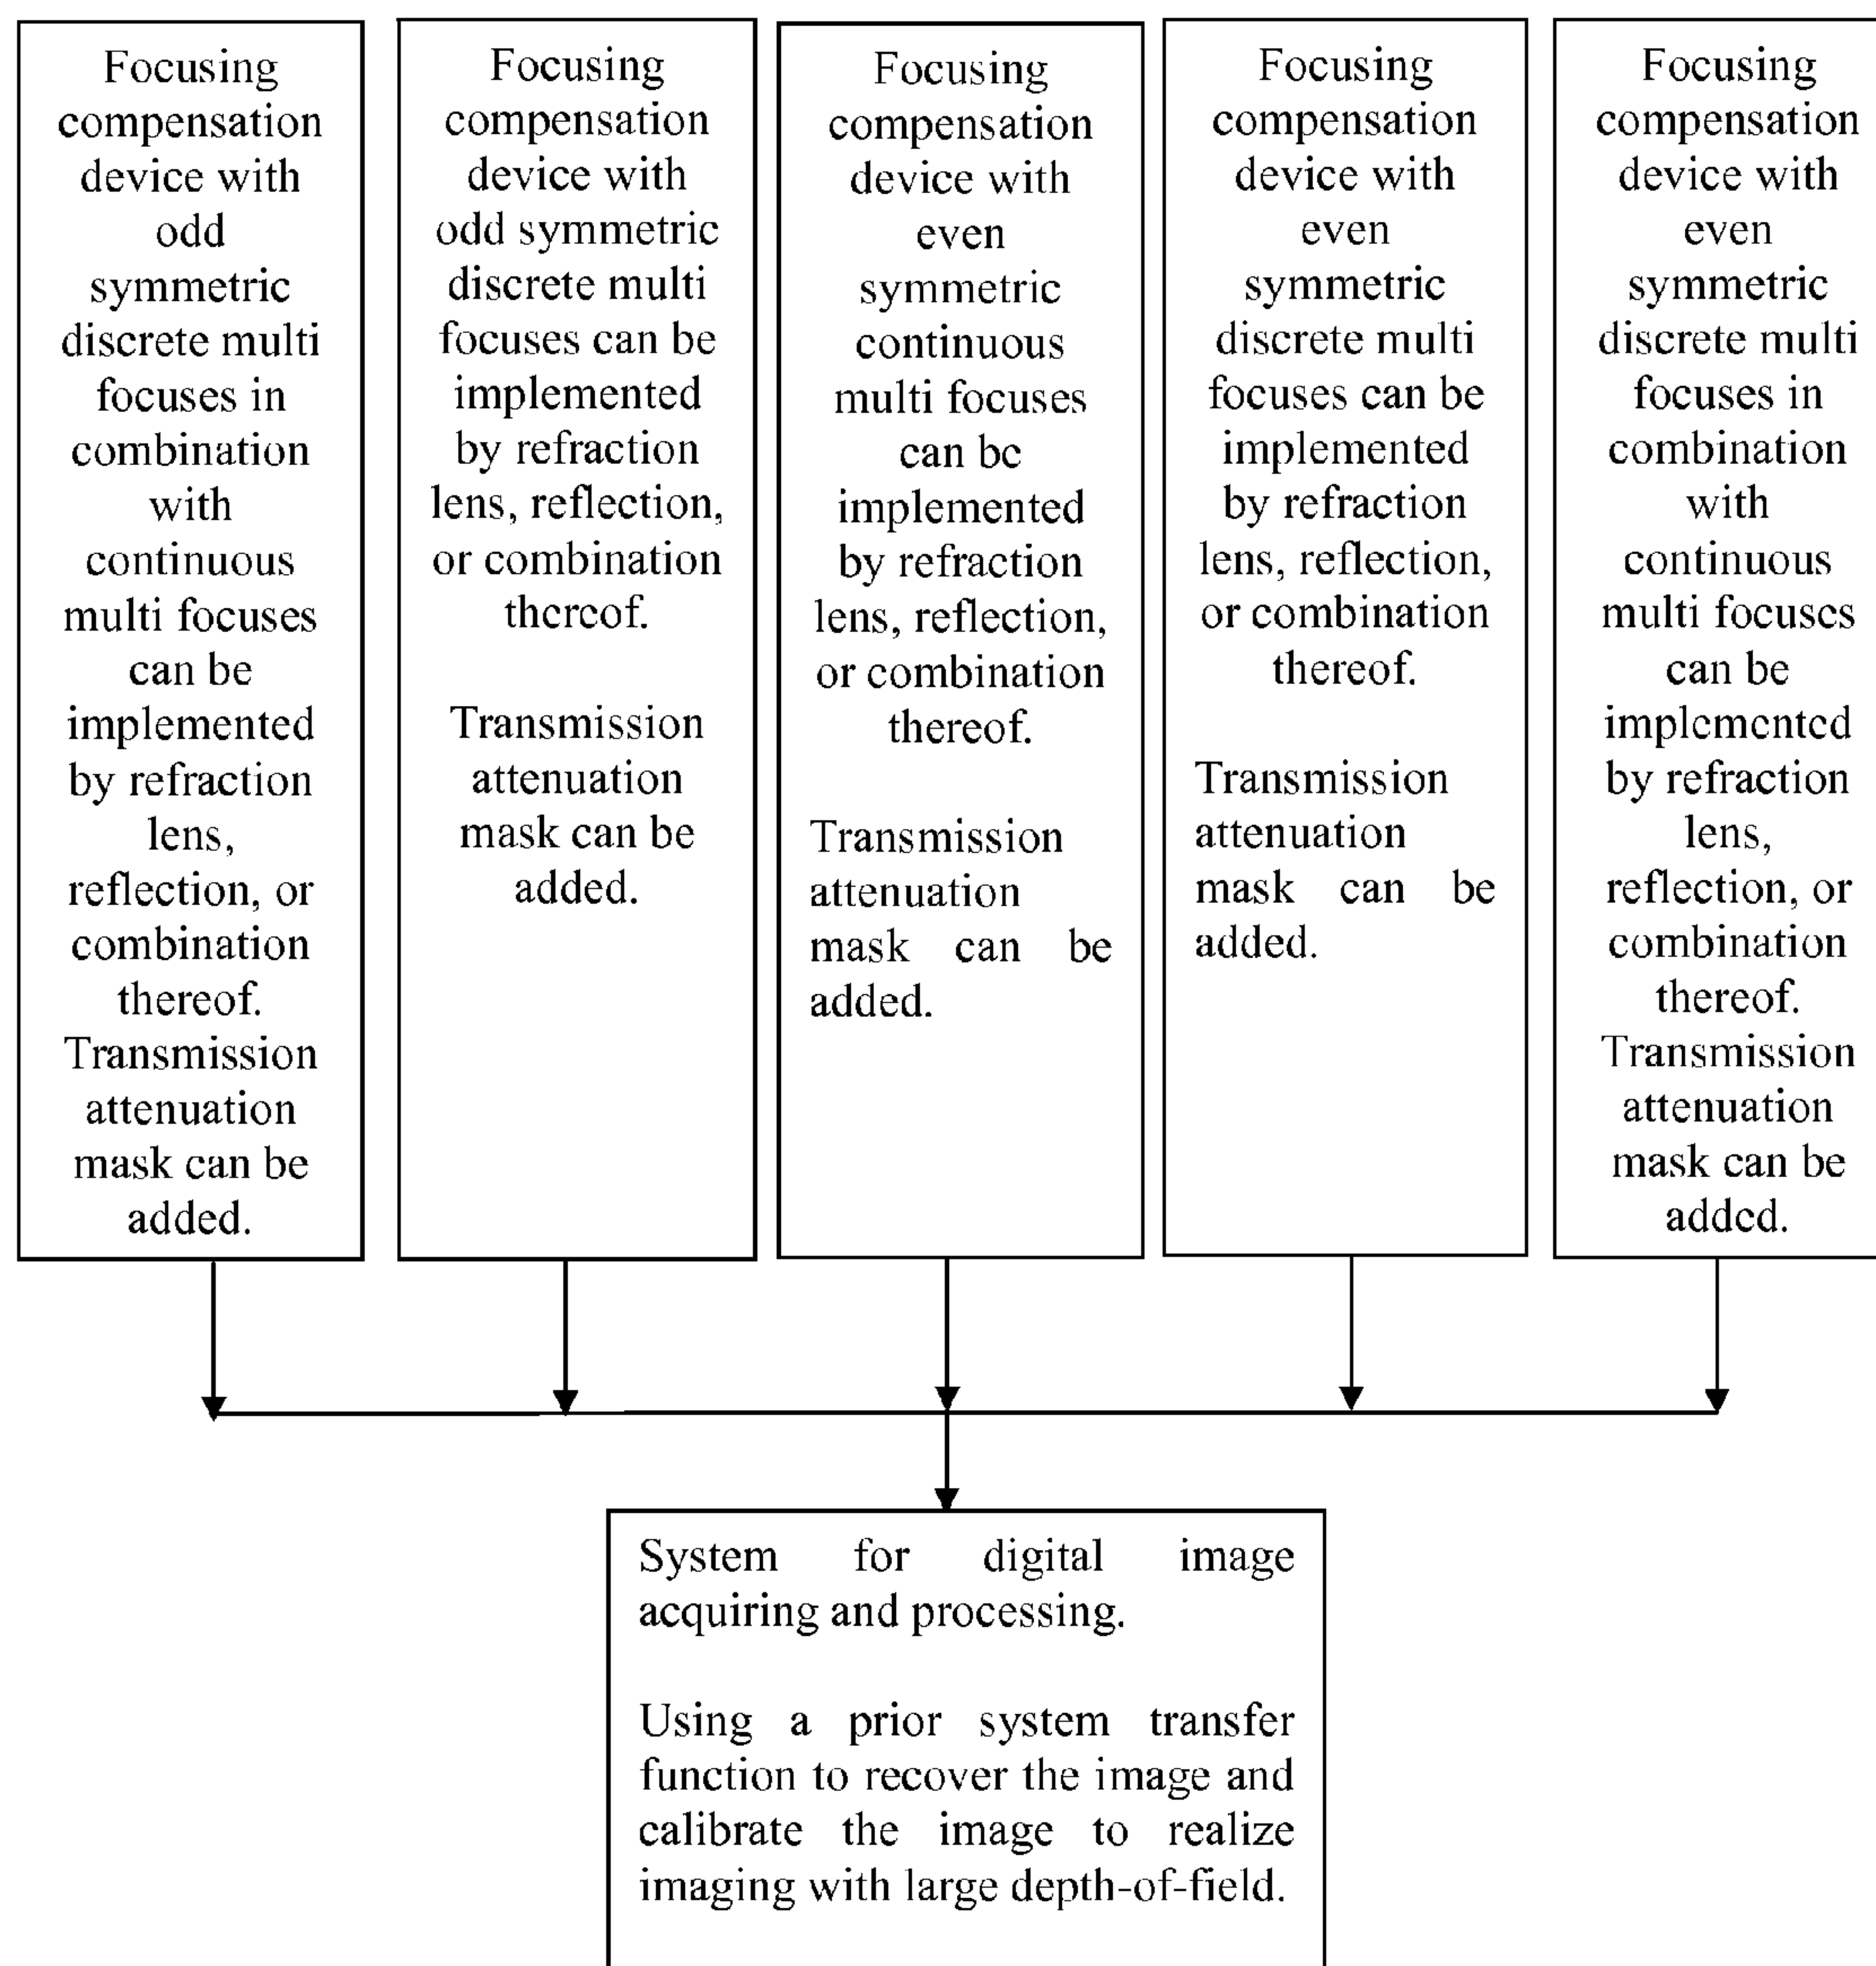 Focusing
compensation
device with
odd
symmetric
discrete multi
focuses in
combination
with
continuous
multi focuses
can be
implemented
by refraction
lens,
reflection, or
combination
thereof.
Transmission
attenuation
mask can be
added.
Focusing
compensation
device with
odd symmetric
discrete multi
focuses can be
implemented
by refraction
lens, reflection,
or combination
thereof.
Transmission
attenuation
mask can be
added.
Focusing
compensation
device with
even
symmetric
continuous
multi focuses
can be
implemented
by refraction
lens, reflection,
or combination
thereof.
Transmission
attenuation
mask can be
added.
Focusing
compensation
device with
even
symmetric
discrete multi
focuses can be
implemented
by refraction
lens, reflection,
or combination
thereof.
Transmission
attenuation
mask can be
added.
Focusing
compensation
device with
even
symmetric
discrete multi
focuses in
combination
with
continuous
multi focuses
can be
implemented
by refraction
lens,
reflection, or
combination
thereof.
Transmission
attenuation
mask can be
added.
System for digital image
acquiring and processing.
Using a prior system transfer
function to recover the image and
calibrate the image to realize
imaging with large depth-of-field.